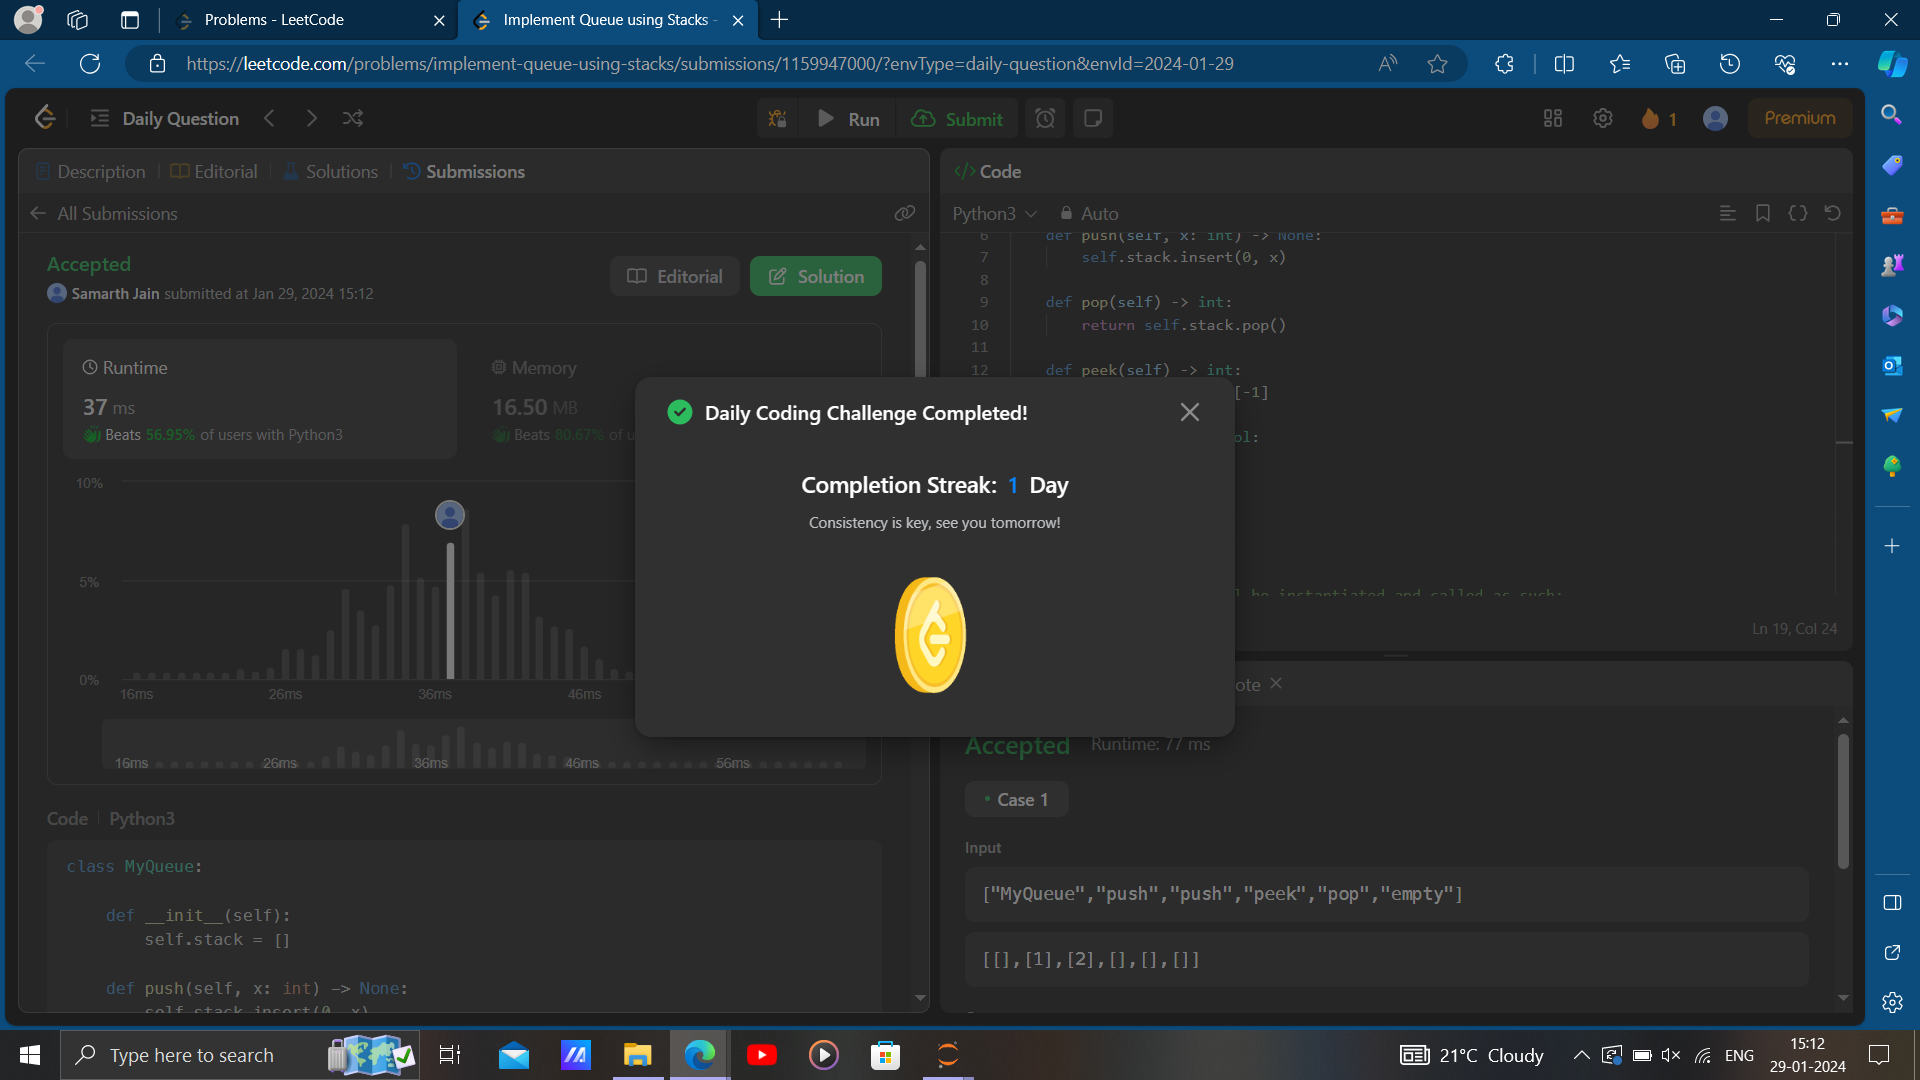 Problems - LeetCode
Implement Queue using Stacks -
https://leetcode.com/problems/implement-queue-using-stacks/submissions/1159947000/?envType=daily-question&envId=2024-01-29
Daily Question
Run
Submit
1
Premium
Description
Editorial
Solutions
Submissions
All Submissions
Accepted
Samarth Jain submitted at Jan 29, 2024 15:12
Editorial
Solution
Runtime
37 ms
Beats 56.95% of users with Python3
Memory
16.50 MB
Beats 80.67% of u
10%
5%
0%
16ms
26ms
36ms
46ms
16ms
26ms
36ms
46ms
56ms
Code
Python3
class MyQueue:
def __init__(self):
self.stack = []
def push(self, x: int) -> None:
self.stack.insert(0, x)
</> Code
Python3
Auto
6 def push(self, x: int) -> None:
7 self.stack.insert(0, x)
8
9 def pop(self) -> int:
10 return self.stack.pop()
11
12 def peek(self) -> int:
[-1]
ol:
be instantiated and called as such:
Ln 19, Col 24
Daily Coding Challenge Completed!
Completion Streak: 1 Day
Consistency is key, see you tomorrow!
ote
Accepted
Runtime: 77 ms
Case 1
Input
["MyQueue","push","push","peek","pop","empty"]
[[],[1],[2],[],[],[]]
Type here to search
21°C Cloudy
ENG
15:12
29-01-2024